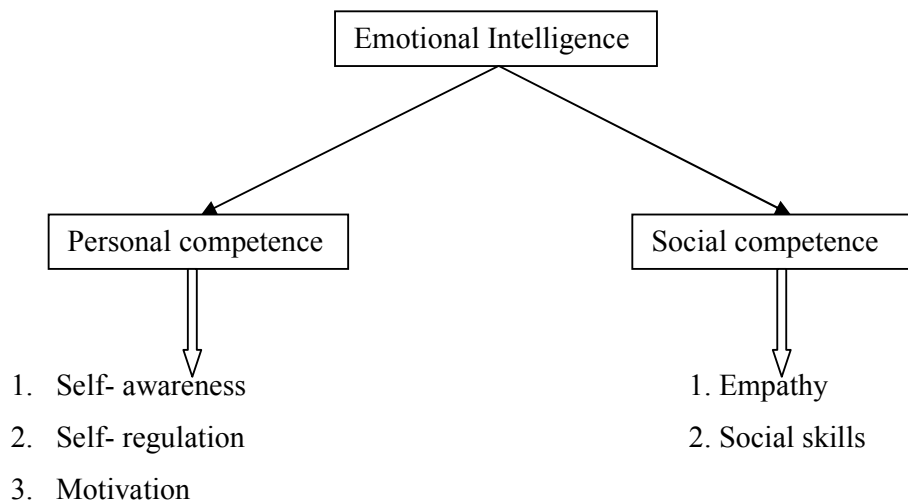 Emotional Intelligence
Personal competence
Social competence
1. Self- awareness
2. Self- regulation
3. Motivation
1. Empathy
2. Social skills